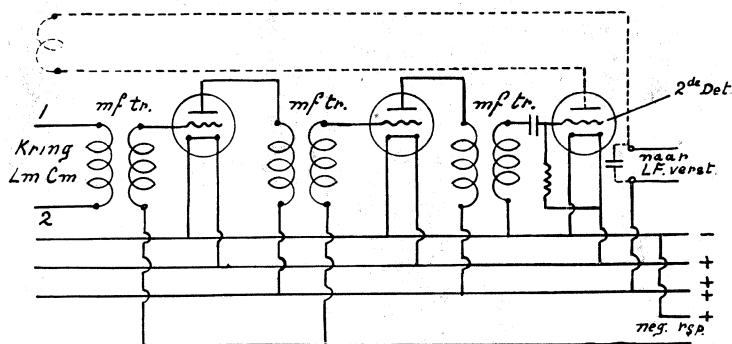 1
Kring
Lm Cm
2
mf tr.
mf tr.
mf tr.
2de Det.
naar
LF. verst.
−
+
+
+
+
neg. rsp.